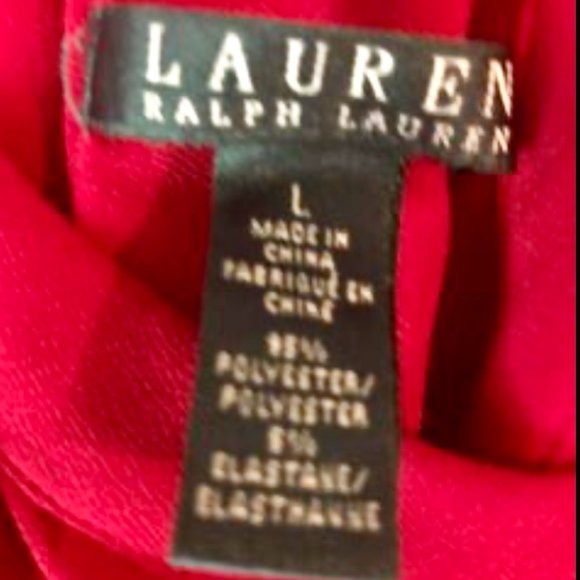 LAUREN
RALPH LAUREN
L
MADE IN
CHINA
FABRIQUE EN
CHINE
95%
POLYESTER/
POLYESTER
5%
ELASTANE/
ELASTHANNE